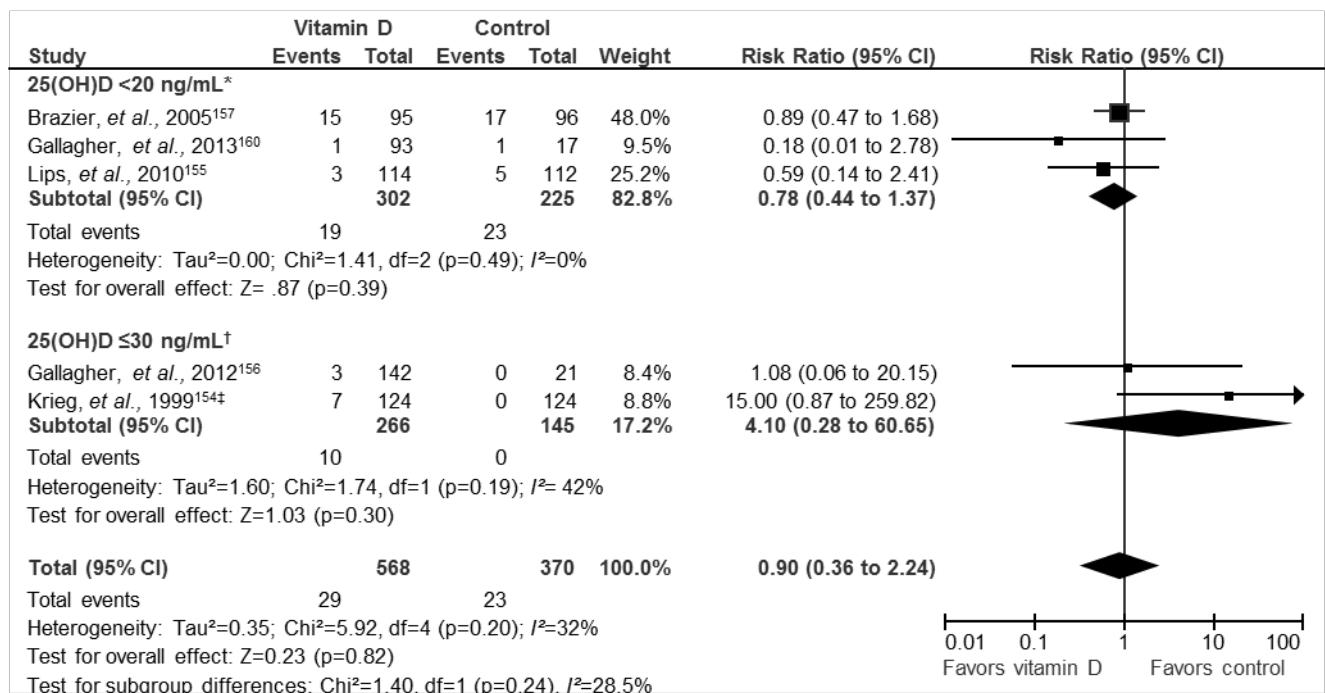 Vitamin D Control
Study Events Total Events Total Weight Risk Ratio (95% CI) Risk Ratio (95% CI)
25(OH)D <20 ng/mL*
Brazier, et al., 2005¹⁵⁷ 15 95 17 96 48.0% 0.89 (0.47 to 1.68)
Gallagher, et al., 2013¹⁶⁰ 1 93 1 17 9.5% 0.18 (0.01 to 2.78)
Lips, et al., 2010¹⁵⁵ 3 114 5 112 25.2% 0.59 (0.14 to 2.41)
Subtotal (95% CI) 302 225 82.8% 0.78 (0.44 to 1.37)
Total events 19 23
Heterogeneity: Tau²=0.00; Chi²=1.41, df=2 (p=0.49); I²=0%
Test for overall effect: Z= .87 (p=0.39)
25(OH)D ≤30 ng/mL†
Gallagher, et al., 2012¹⁵⁶ 3 142 0 21 8.4% 1.08 (0.06 to 20.15)
Krieg, et al., 1999¹⁵⁴‡ 7 124 0 124 8.8% 15.00 (0.87 to 259.82)
Subtotal (95% CI) 266 145 17.2% 4.10 (0.28 to 60.65)
Total events 10 0
Heterogeneity: Tau²=1.60; Chi²=1.74, df=1 (p=0.19); I²= 42%
Test for overall effect: Z=1.03 (p=0.30)
Total (95% CI) 568 370 100.0% 0.90 (0.36 to 2.24)
Total events 29 23
Heterogeneity: Tau²=0.35; Chi²=5.92, df=4 (p=0.20); I²=32%
Test for overall effect: Z=0.23 (p=0.82)
Test for subgroup differences: Chi²=1.40, df=1 (p=0.24), I²=28.5%
0.01 0.1 1 10 100
Favors vitamin D Favors control